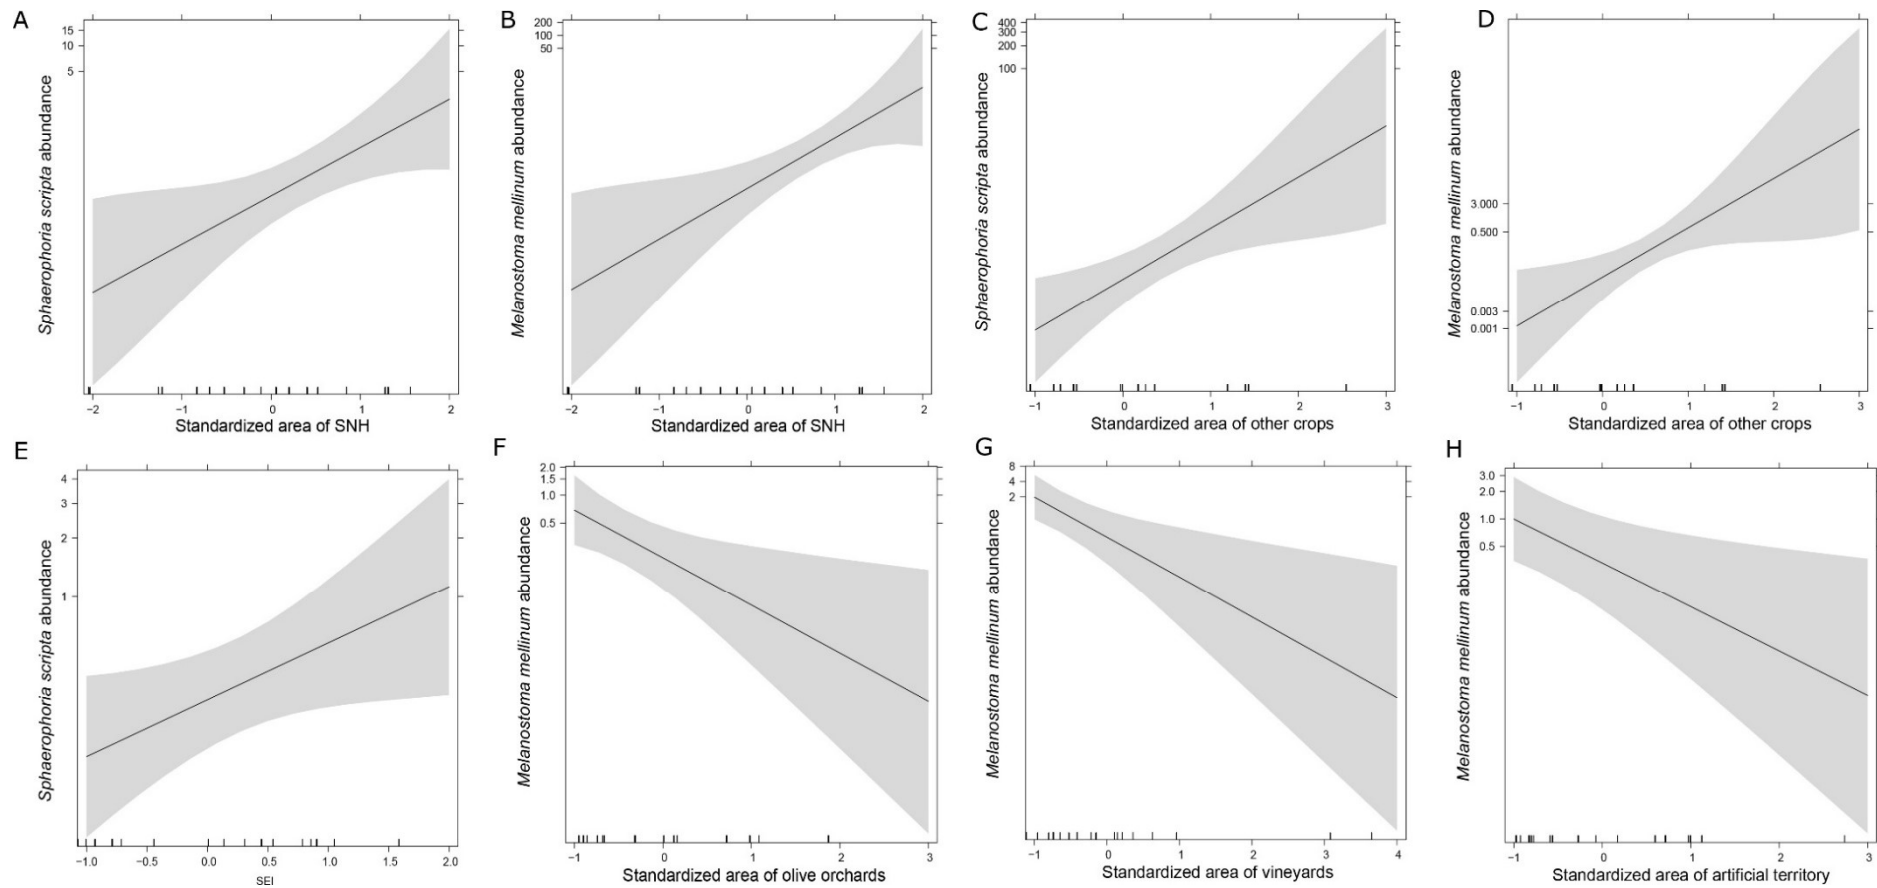 A
15
10
5
Sphaerophoria scripta abundance
−2 −1 0 1 2
Standardized area of SNH
B
200
100
50
Melanostoma mellinum abundance
−2 −1 0 1 2
Standardized area of SNH
C
400
300
200
100
Sphaerophoria scripta abundance
−1 0 1 2 3
Standardized area of other crops
D
3.000
0.500
0.003
0.001
Melanostoma mellinum abundance
−1 0 1 2 3
Standardized area of other crops
E
4
3
2
1
Sphaerophoria scripta abundance
−1.0 −0.5 0.0 0.5 1.0 1.5 2.0
SEI
F
2.0
1.5
1.0
0.5
Melanostoma mellinum abundance
−1 0 1 2 3
Standardized area of olive orchards
G
8
4
2
Melanostoma mellinum abundance
−1 0 1 2 3 4
Standardized area of vineyards
H
3.0
2.0
1.0
0.5
Melanostoma mellinum abundance
−1 0 1 2 3
Standardized area of artificial territory